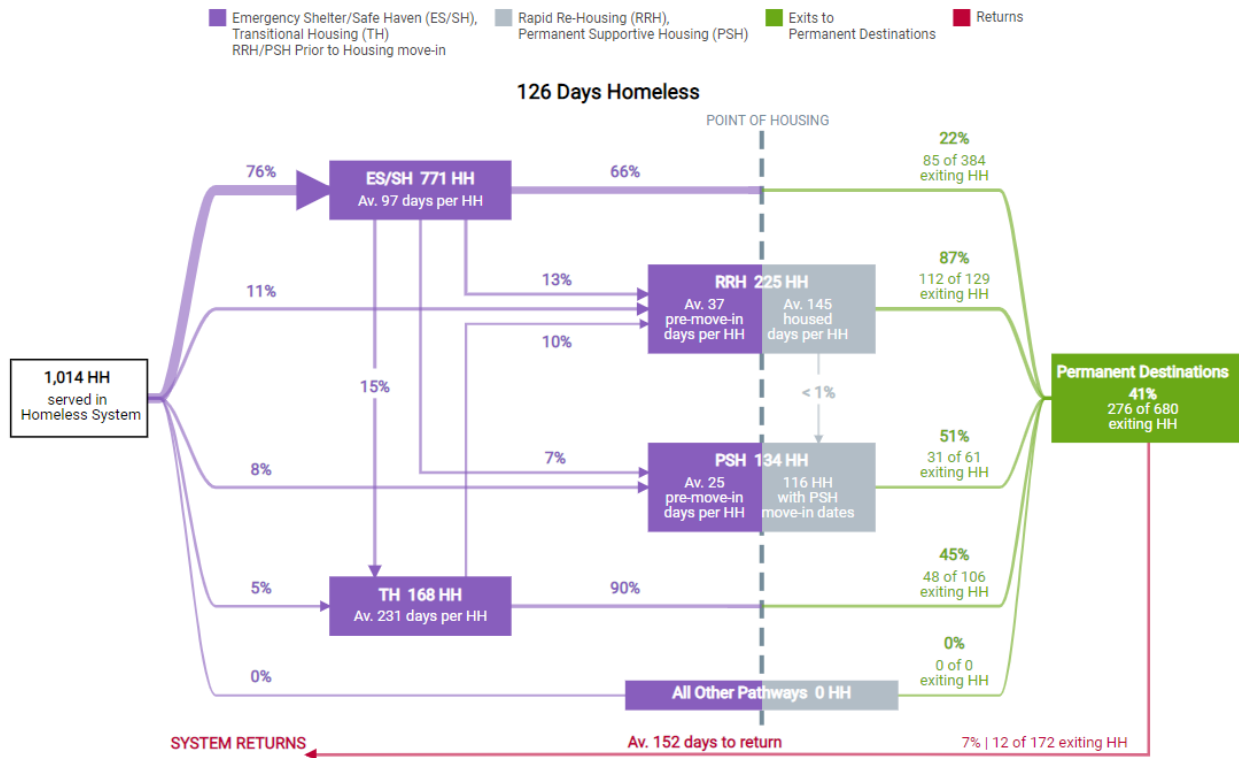 Emergency Shelter/Safe Haven (ES/SH),
Transitional Housing (TH)
RRH/PSH Prior to Housing move-in
Rapid Re-Housing (RRH),
Permanent Supportive Housing (PSH)
Exits to
Permanent Destinations
Returns
126 Days Homeless
POINT OF HOUSING
76%
ES/SH 771 HH
Av. 97 days per HH
66%
22%
85 of 384
exiting HH
11%
13%
RRH 225 HH
Av. 37
pre-move-in
days per HH
Av. 145
housed
days per HH
87%
112 of 129
exiting HH
10%
1,014 HH
served in
Homeless System
15%
< 1%
Permanent Destinations
41%
276 of 680
exiting HH
8%
7%
PSH 134 HH
Av. 25
pre-move-in
days per HH
116 HH
with PSH
move-in dates
51%
31 of 61
exiting HH
5%
TH 168 HH
Av. 231 days per HH
90%
45%
48 of 106
exiting HH
0%
All Other Pathways 0 HH
0%
0 of 0
exiting HH
SYSTEM RETURNS
Av. 152 days to return
7% | 12 of 172 exiting HH